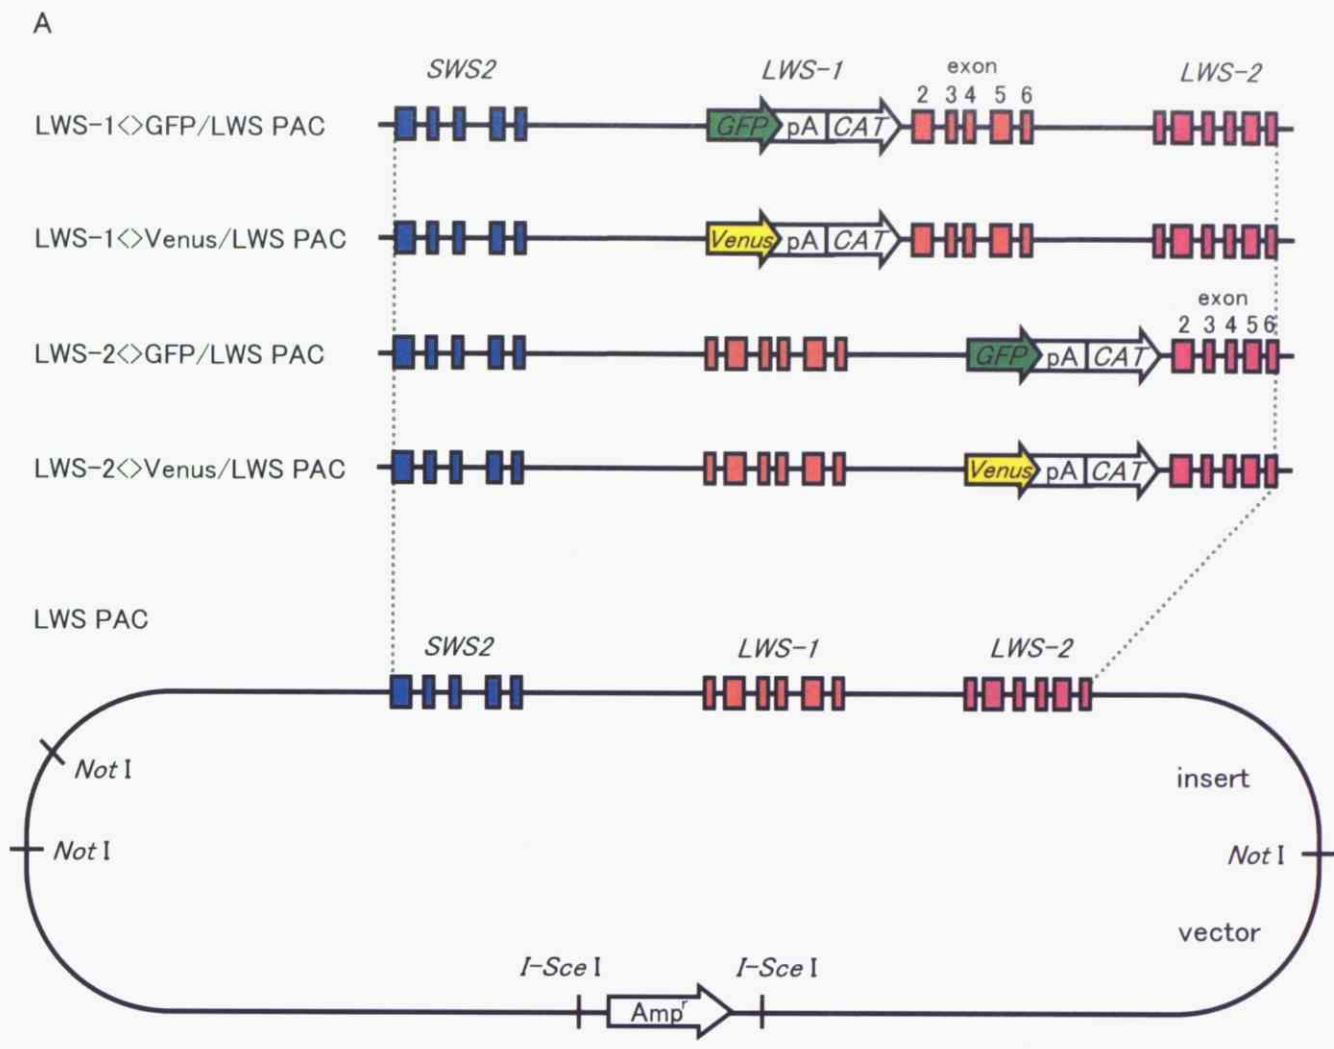 A
SWS2 LWS-1 exon LWS-2
2 3 4 5 6
LWS-1<>GFP/LWS PAC GFP pA CAT
LWS-1<>Venus/LWS PAC Venus pA CAT
exon
2 3 4 5 6
LWS-2<>GFP/LWS PAC GFP pA CAT
LWS-2<>Venus/LWS PAC Venus pA CAT
LWS PAC
SWS2 LWS-1 LWS-2
Not I insert
Not I Not I
vector
I-Sce I I-Sce I
Ampʳ